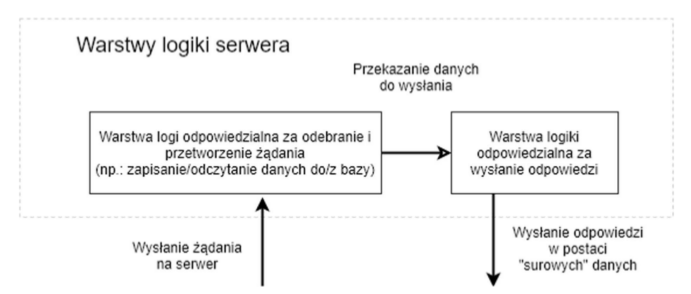 Warstwy logiki serwera
Przekazanie danych
do wysłania
Warstwa logi odpowiedzialna za odebranie i
przetworzenie żądania
(np.: zapisanie/odczytanie danych do/z bazy)
Warstwa logiki
odpowiedzialna za
wysłanie odpowiedzi
Wysłanie żądania
na serwer
Wysłanie odpowiedzi
w postaci
"surowych" danych